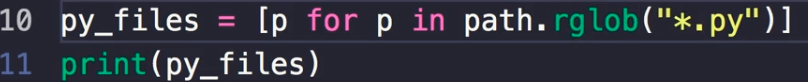 10 py_files = [p for p in path.rglob("*.py")]
11 print(py_files)